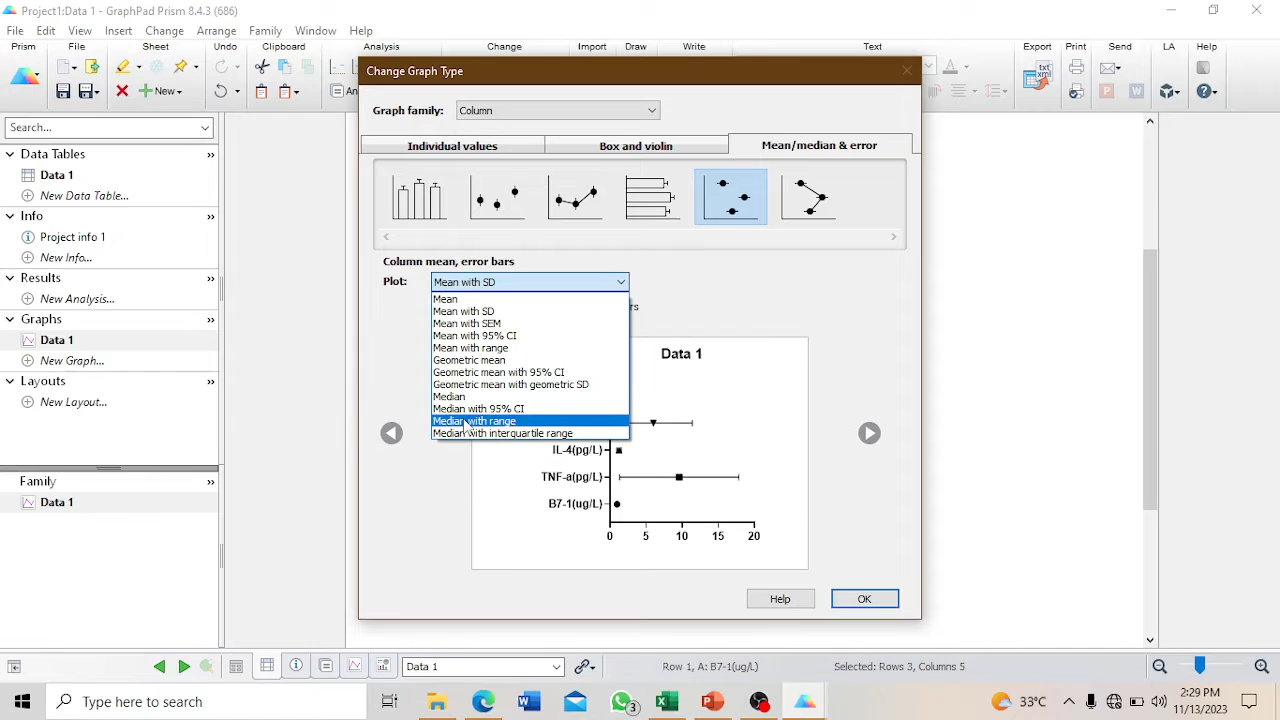 Project1:Data 1 - GraphPad Prism 8.4.3 (686)
File Edit View Insert Change Arrange Family Window Help
Prism File Sheet Undo Clipboard Analysis Change Import Draw Write Text Export Print Send LA Help
New
Change Graph Type
Graph family: Column
Individual values Box and violin Mean/median & error
Column mean, error bars
Plot: Mean with SD
Mean
Mean with SD
Mean with SEM
Mean with 95% CI
Mean with range
Geometric mean
Geometric mean with 95% CI
Geometric mean with geometric SD
Median
Median with 95% CI
Median with range
Median with interquartile range
Data 1
IL-4(pg/L)
TNF-a(pg/L)
B7-1(ug/L)
0 5 10 15 20
Help OK
Search...
Data Tables
Data 1
New Data Table...
Info
Project info 1
New Info...
Results
New Analysis...
Graphs
Data 1
New Graph...
Layouts
New Layout...
Family
Data 1
Data 1
Row 1, A: B7-1(ug/L)
Selected: Rows 3, Columns 5
Type here to search
3
33°C
2:29 PM
11/13/2023